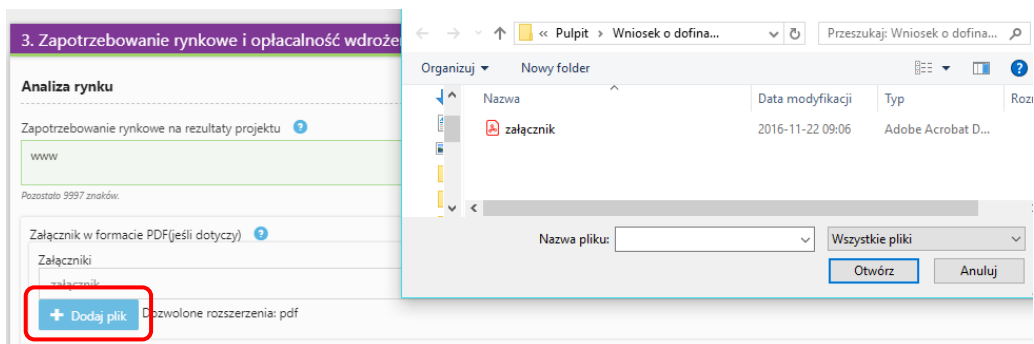 3. Zapotrzebowanie rynkowe i opłacalność wdroże
Analiza rynku
Zapotrzebowanie rynkowe na rezultaty projektu ?
www
Pozostało 9997 znaków.
Załącznik w formacie PDF(jeśli dotyczy) ?
Załączniki
załącznik
+ Dodaj plik
Dozwolone rozszerzenia: pdf
« Pulpit › Wniosek o dofina...
Przeszukaj: Wniosek o dofina...
Organizuj
Nowy folder
?
Nazwa Data modyfikacji Typ Rozr
załącznik 2016-11-22 09:06 Adobe Acrobat D...
Nazwa pliku:
Wszystkie pliki
Otwórz Anuluj